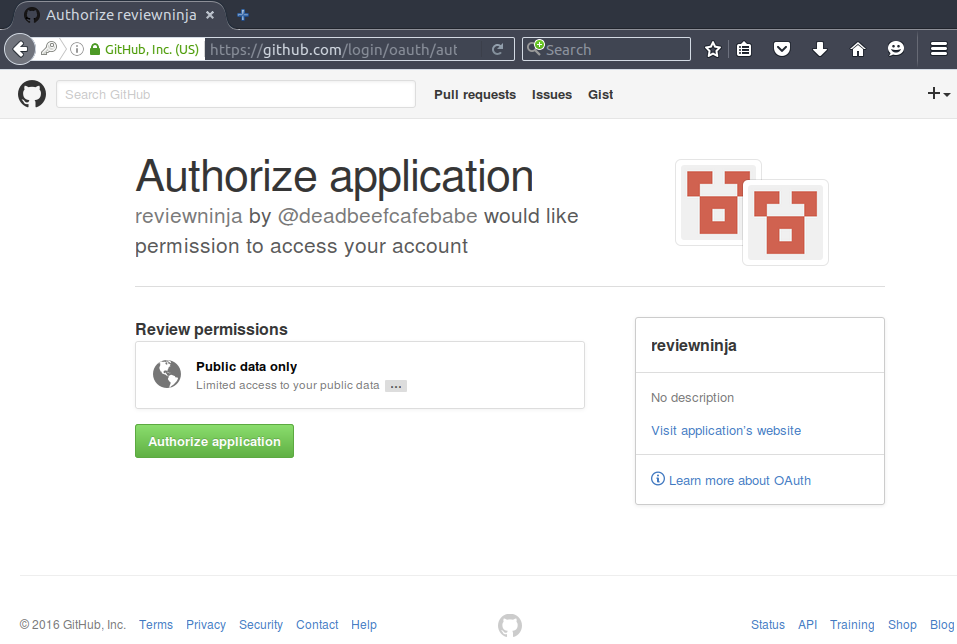 Authorize reviewninja
GitHub, Inc. (US)
https://github.com/login/oauth/aut
Search
Search GitHub
Pull requests
Issues
Gist
Authorize application
reviewninja by @deadbeefcafebabe would like
permission to access your account
Review permissions
Public data only
Limited access to your public data ...
Authorize application
reviewninja
No description
Visit application's website
Learn more about OAuth
© 2016 GitHub, Inc. Terms Privacy Security Contact Help
Status API Training Shop Blog